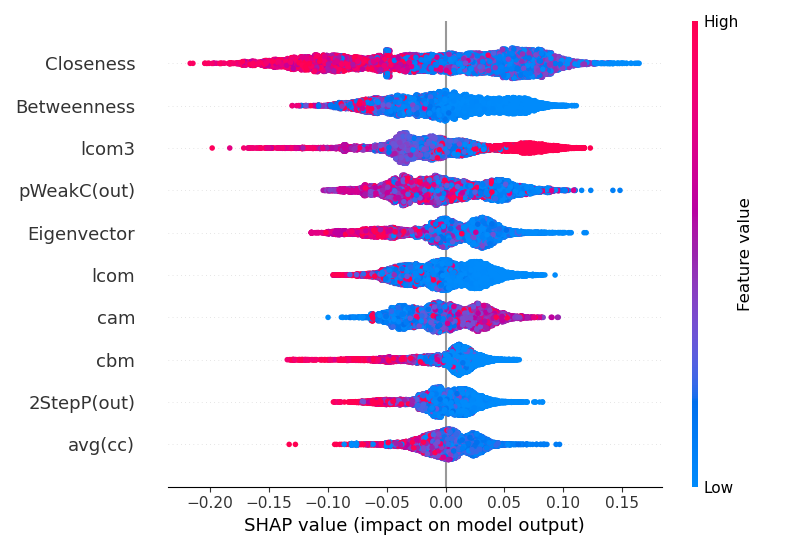 High
Closeness
Betweenness
lcom3
pWeakC(out)
Eigenvector
lcom
cam
cbm
2StepP(out)
avg(cc)
Feature value
Low
−0.20 −0.15 −0.10 −0.05 0.00 0.05 0.10 0.15
SHAP value (impact on model output)